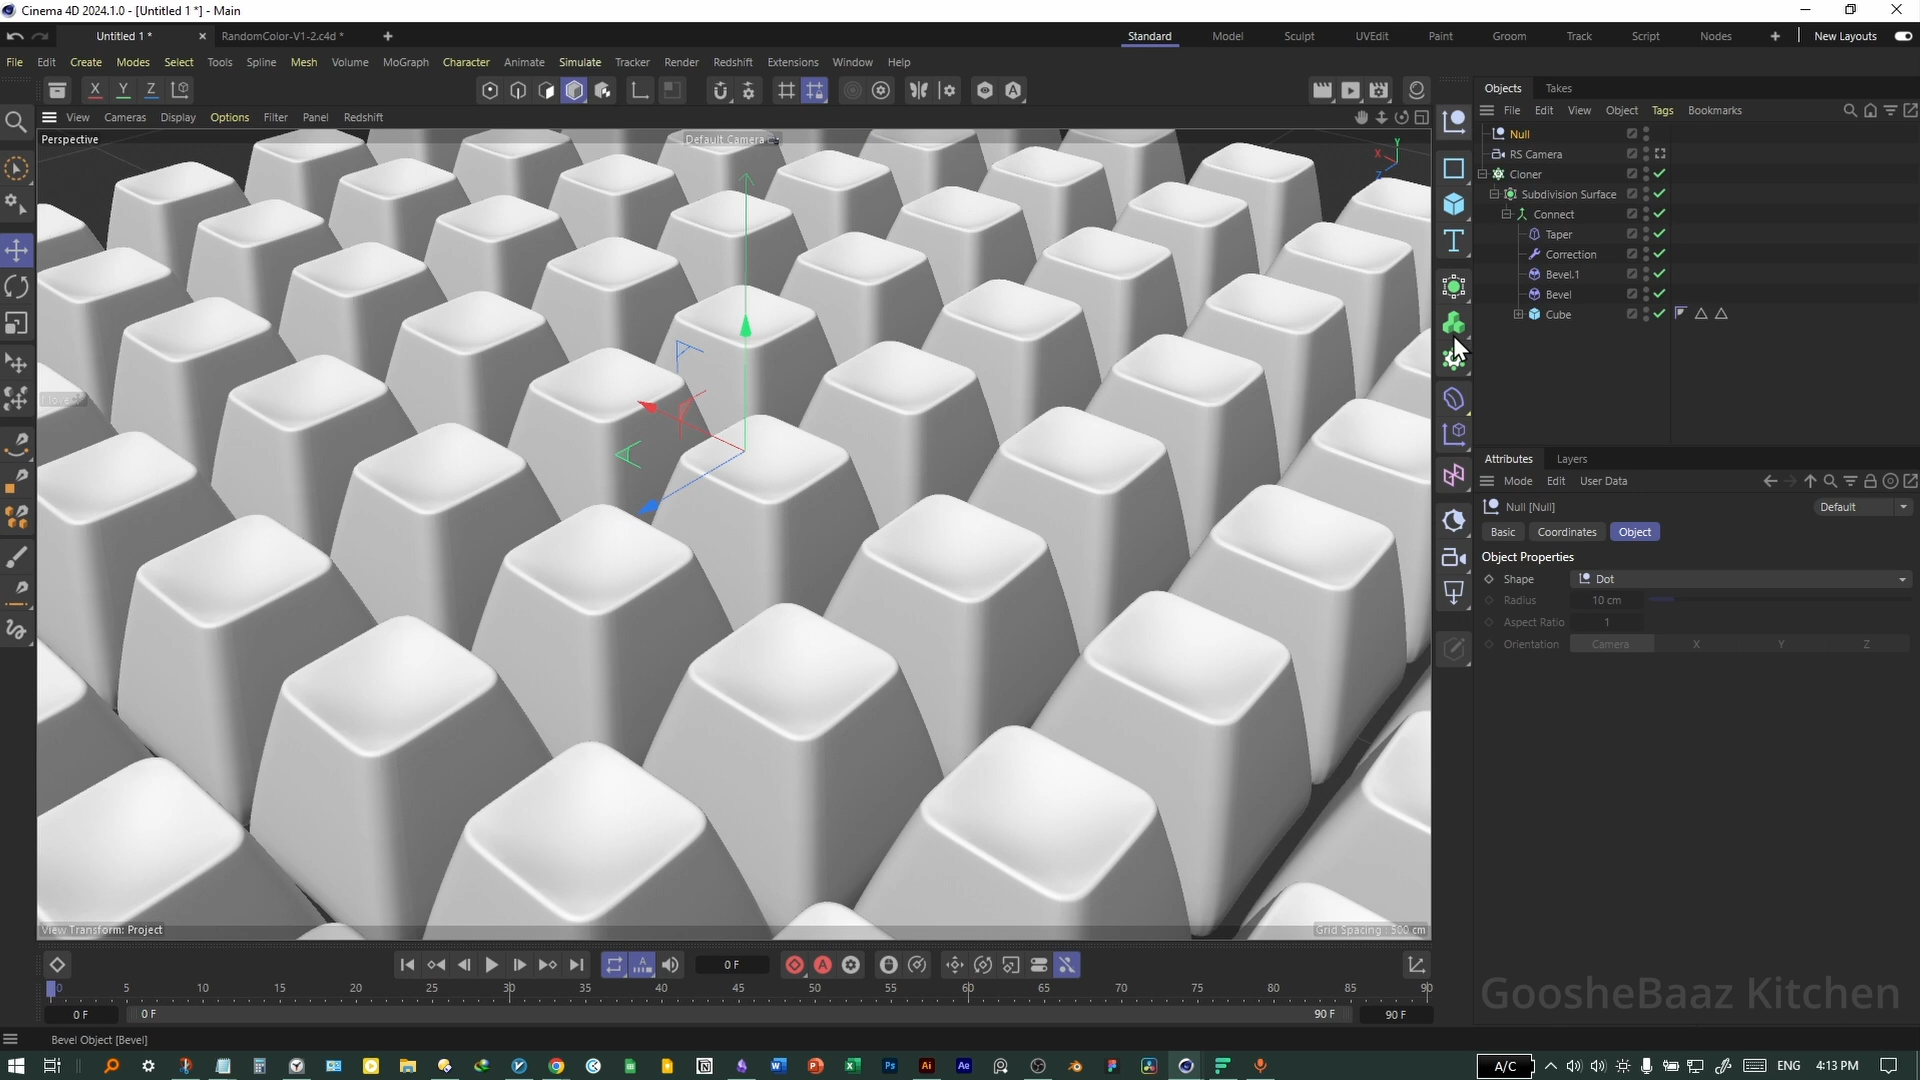 Cinema 4D 2024.1.0 - [Untitled 1 *] - Main
Untitled 1 *
RandomColor-V1-2.c4d *
Standard
Model
Sculpt
UVEdit
Paint
Groom
Track
Script
Nodes
New Layouts
File Edit Create Modes Select Tools Spline Mesh Volume MoGraph Character Animate Simulate Tracker Render Redshift Extensions Window Help
X
Y
Z
Objects
Takes
View Cameras Display Options Filter Panel Redshift
File Edit View Object Tags Bookmarks
Perspective
Default Camera
Y
X
Z
Null
RS Camera
Cloner
Subdivision Surface
Connect
Taper
Correction
Bevel.1
Bevel
Cube
Move
Attributes
Layers
Mode Edit User Data
Null [Null]
Default
Basic
Coordinates
Object
Object Properties
Shape
Dot
Radius
10 cm
Aspect Ratio
1
Orientation
Camera
X
Y
Z
View Transform: Project
Grid Spacing : 500 cm
0 F
0 5 10 15 20 25 30 35 40 45 50 55 60 65 70 75 80 85 90
0 F
0 F
90 F
90 F
GoosheBaaz Kitchen
Bevel Object [Bevel]
A/C
ENG
4:13 PM